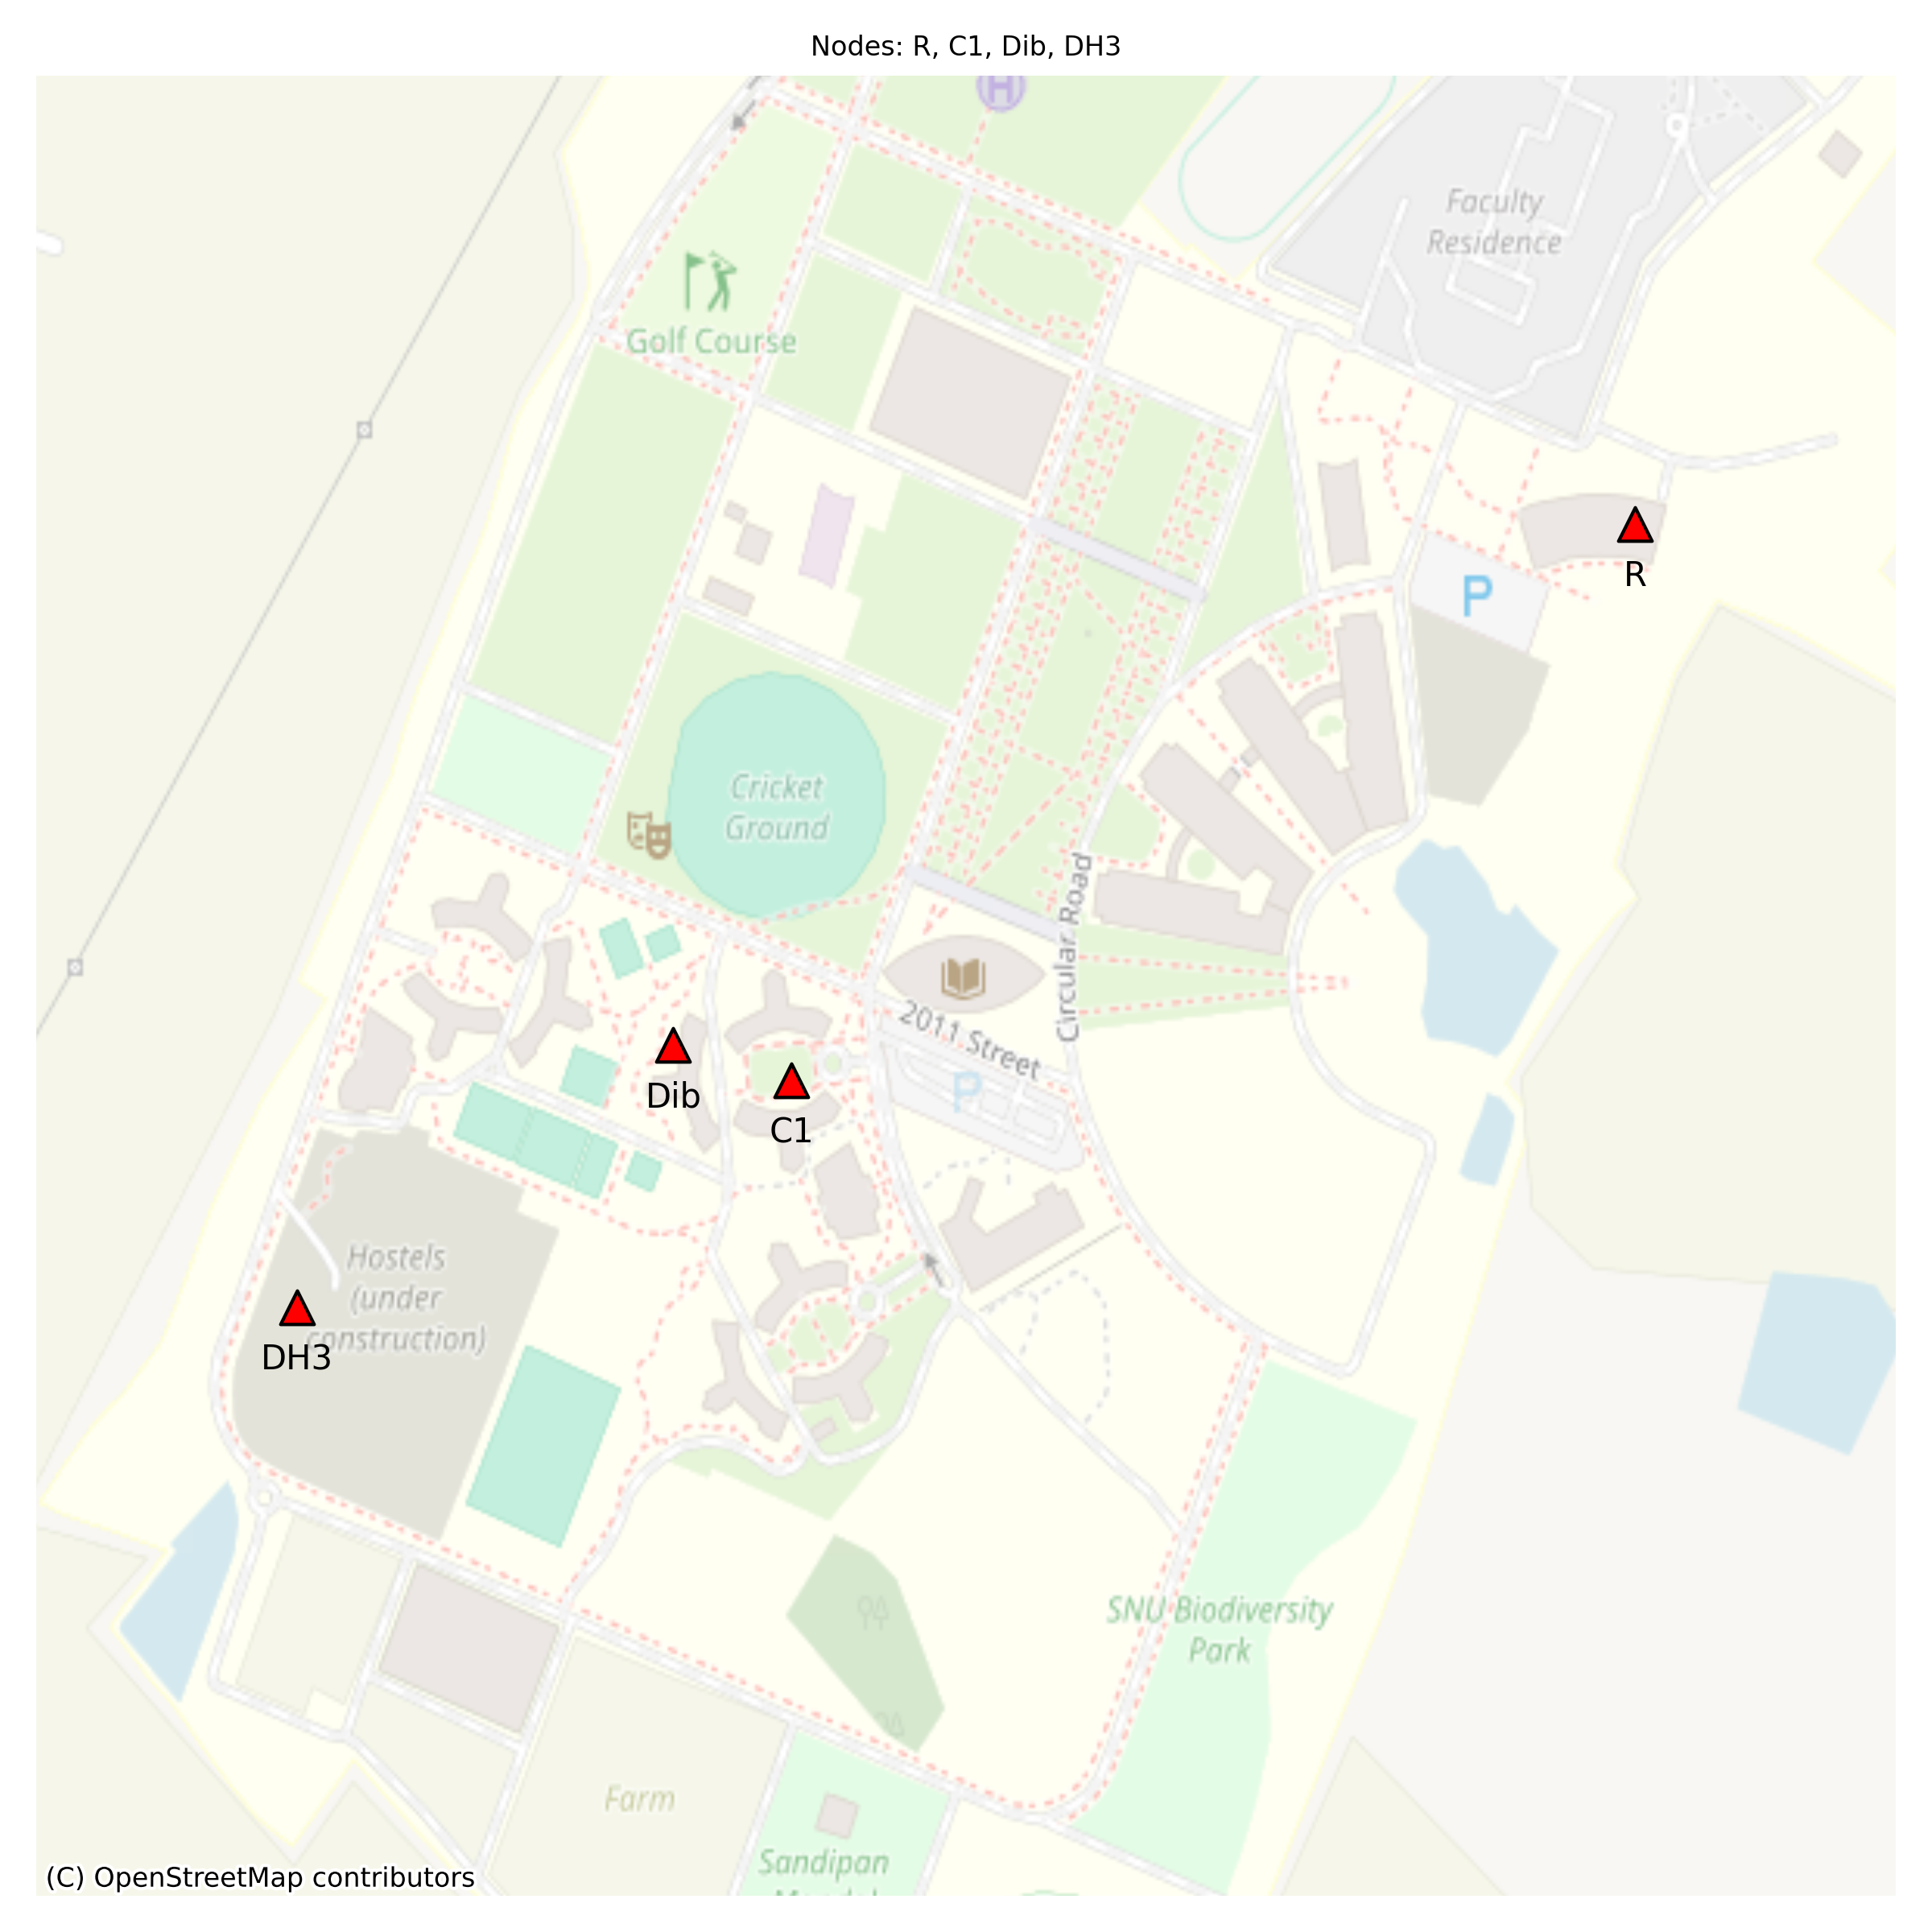 Nodes: R, C1, Dib, DH3
H
Faculty
Residence
Golf Course
R
P
Cricket
Ground
Circular Road
2011 Street
P
Dib
C1
Hostels
(under
construction)
DH3
SNU Biodiversity
Park
Farm
Sandipan
(C) OpenStreetMap contributors